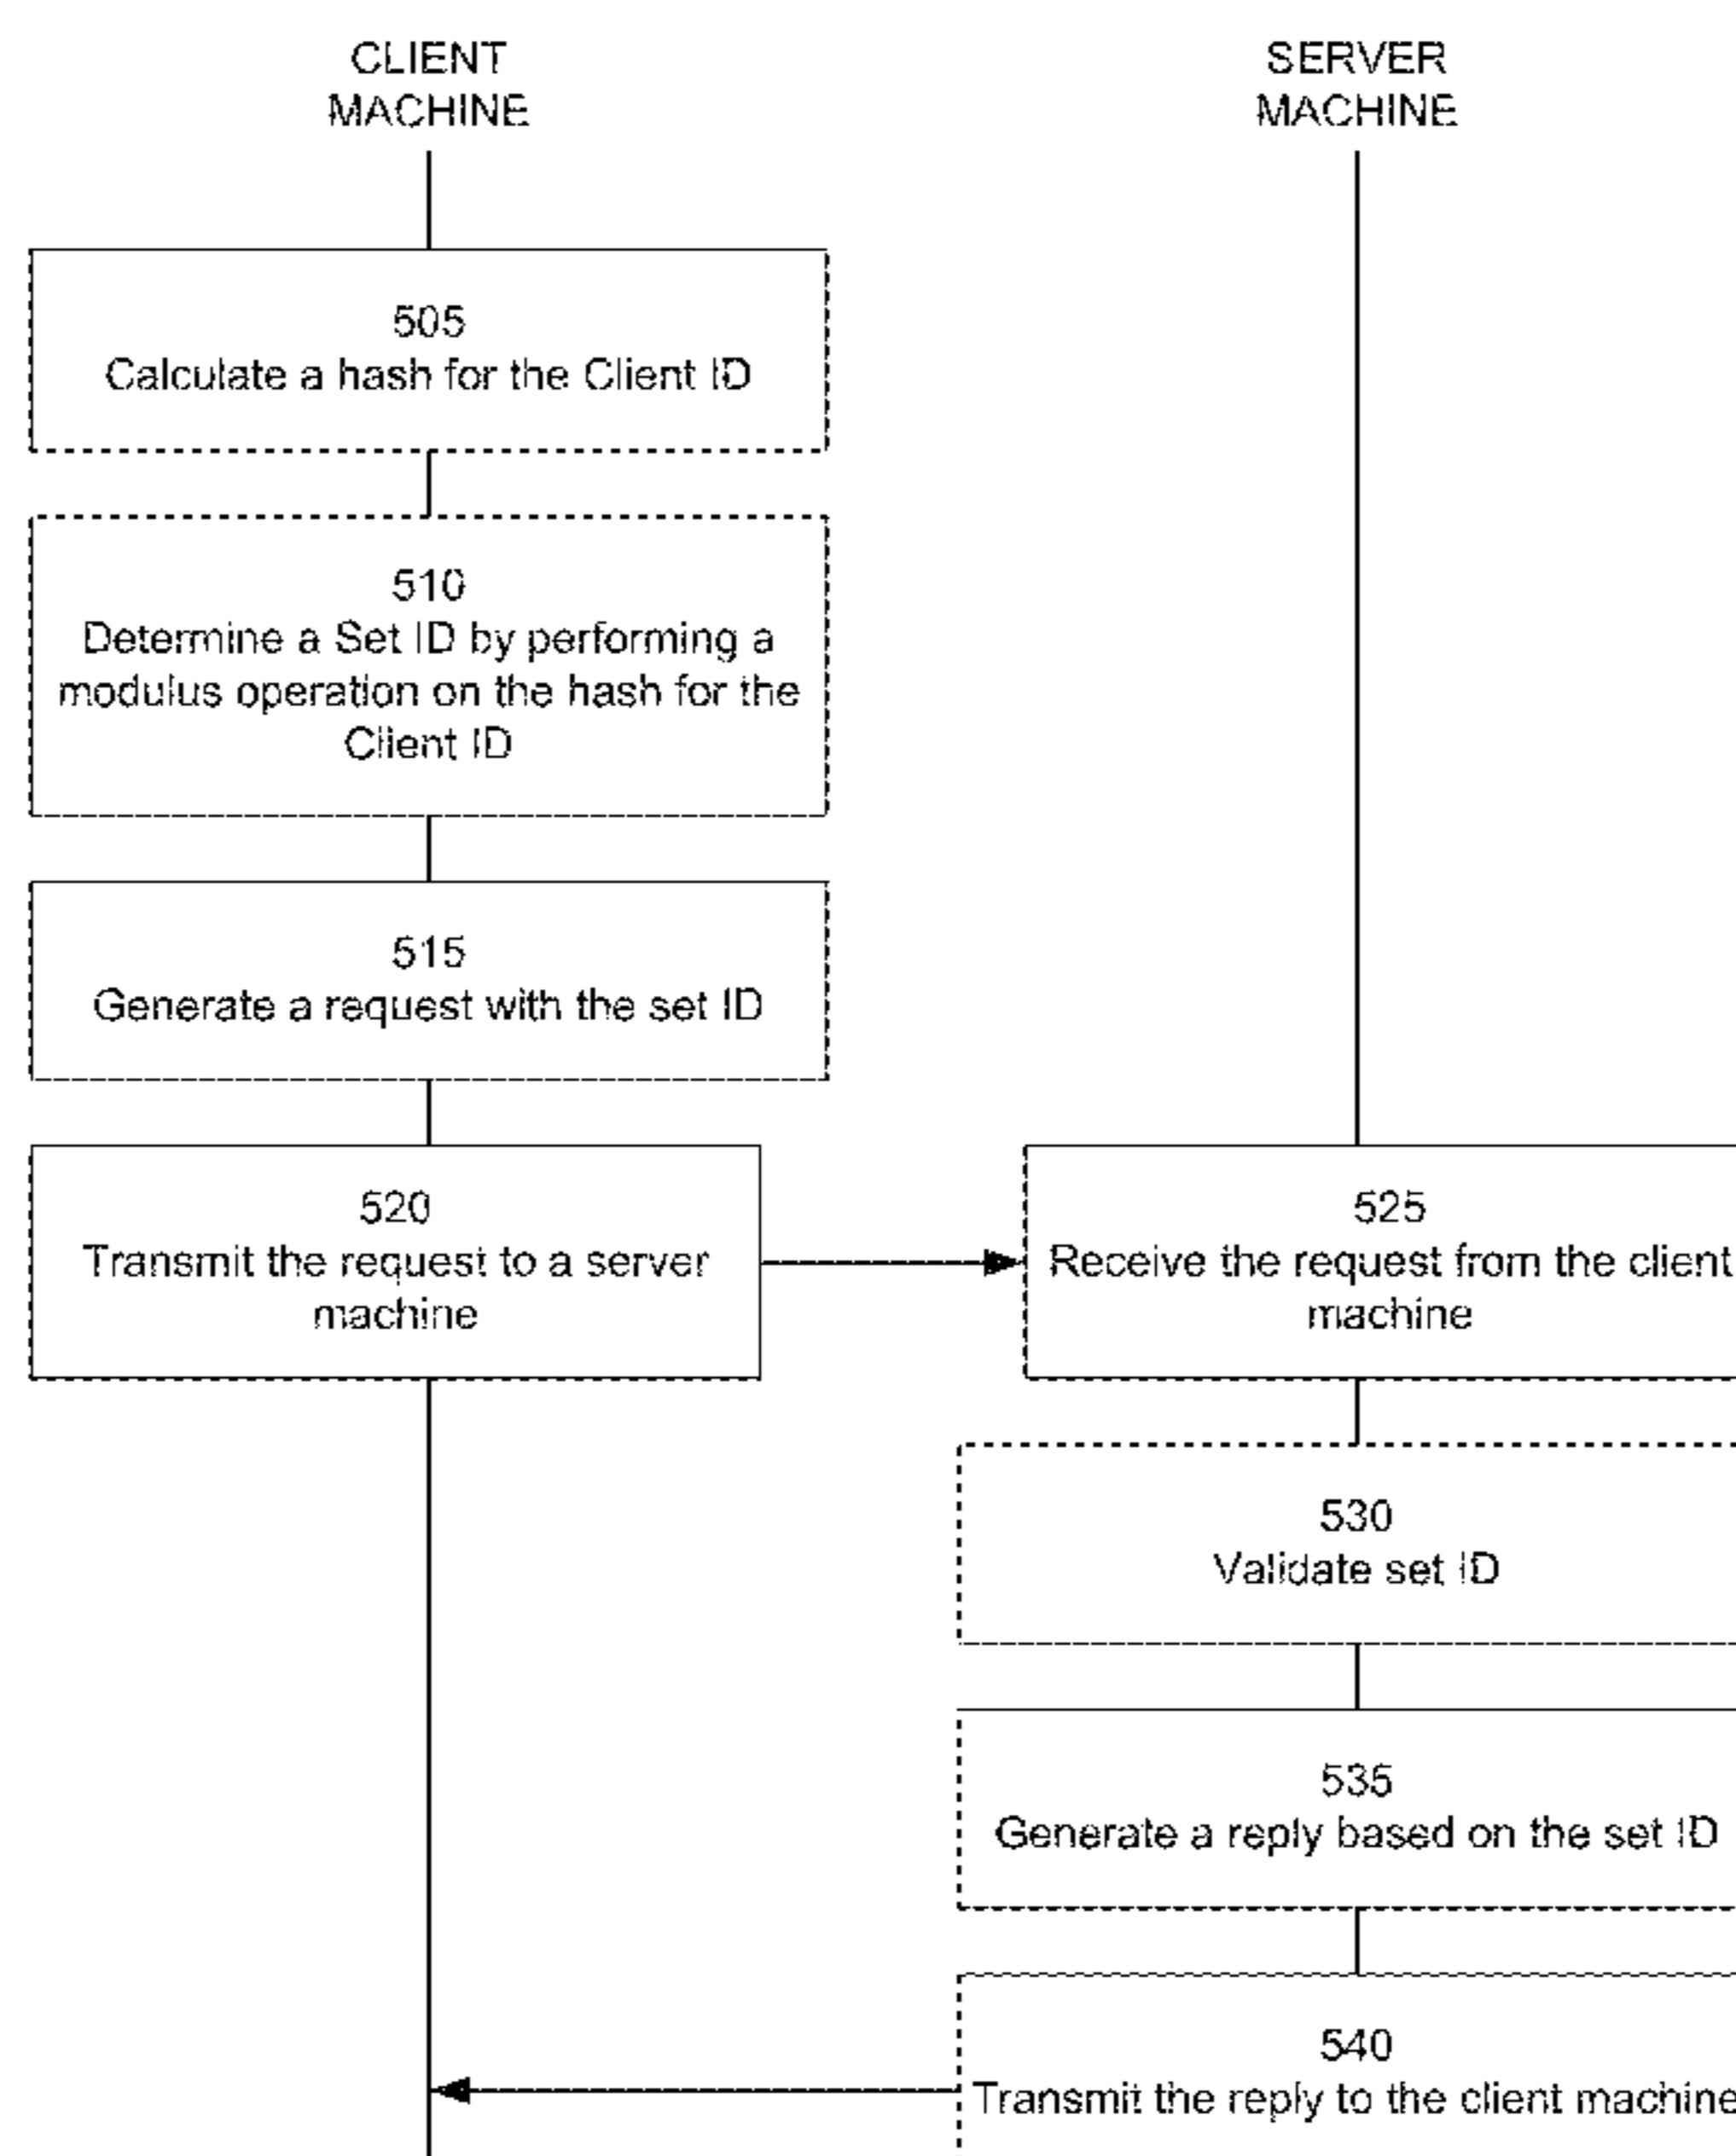 CLIENT
MACHINE
SERVER
MACHINE
505
Calculate a hash for the Client ID
510
Determine a Set ID by performing a
modulus operation on the hash for the
Client ID
515
Generate a request with the set ID
520
Transmit the request to a server
machine
525
Receive the request from the client
machine
530
Validate set ID
535
Generate a reply based on the set ID
540
Transmit the reply to the client machine